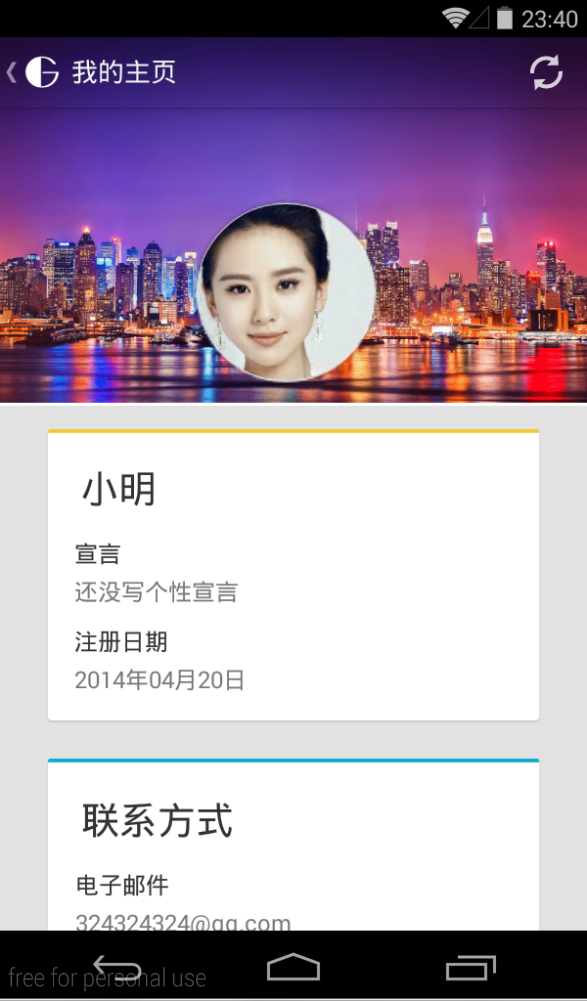 23:40
我的主页
小明
宣言
还没写个性宣言
注册日期
2014年04月20日
联系方式
电子邮件
324324324@qq.com
free for personal use